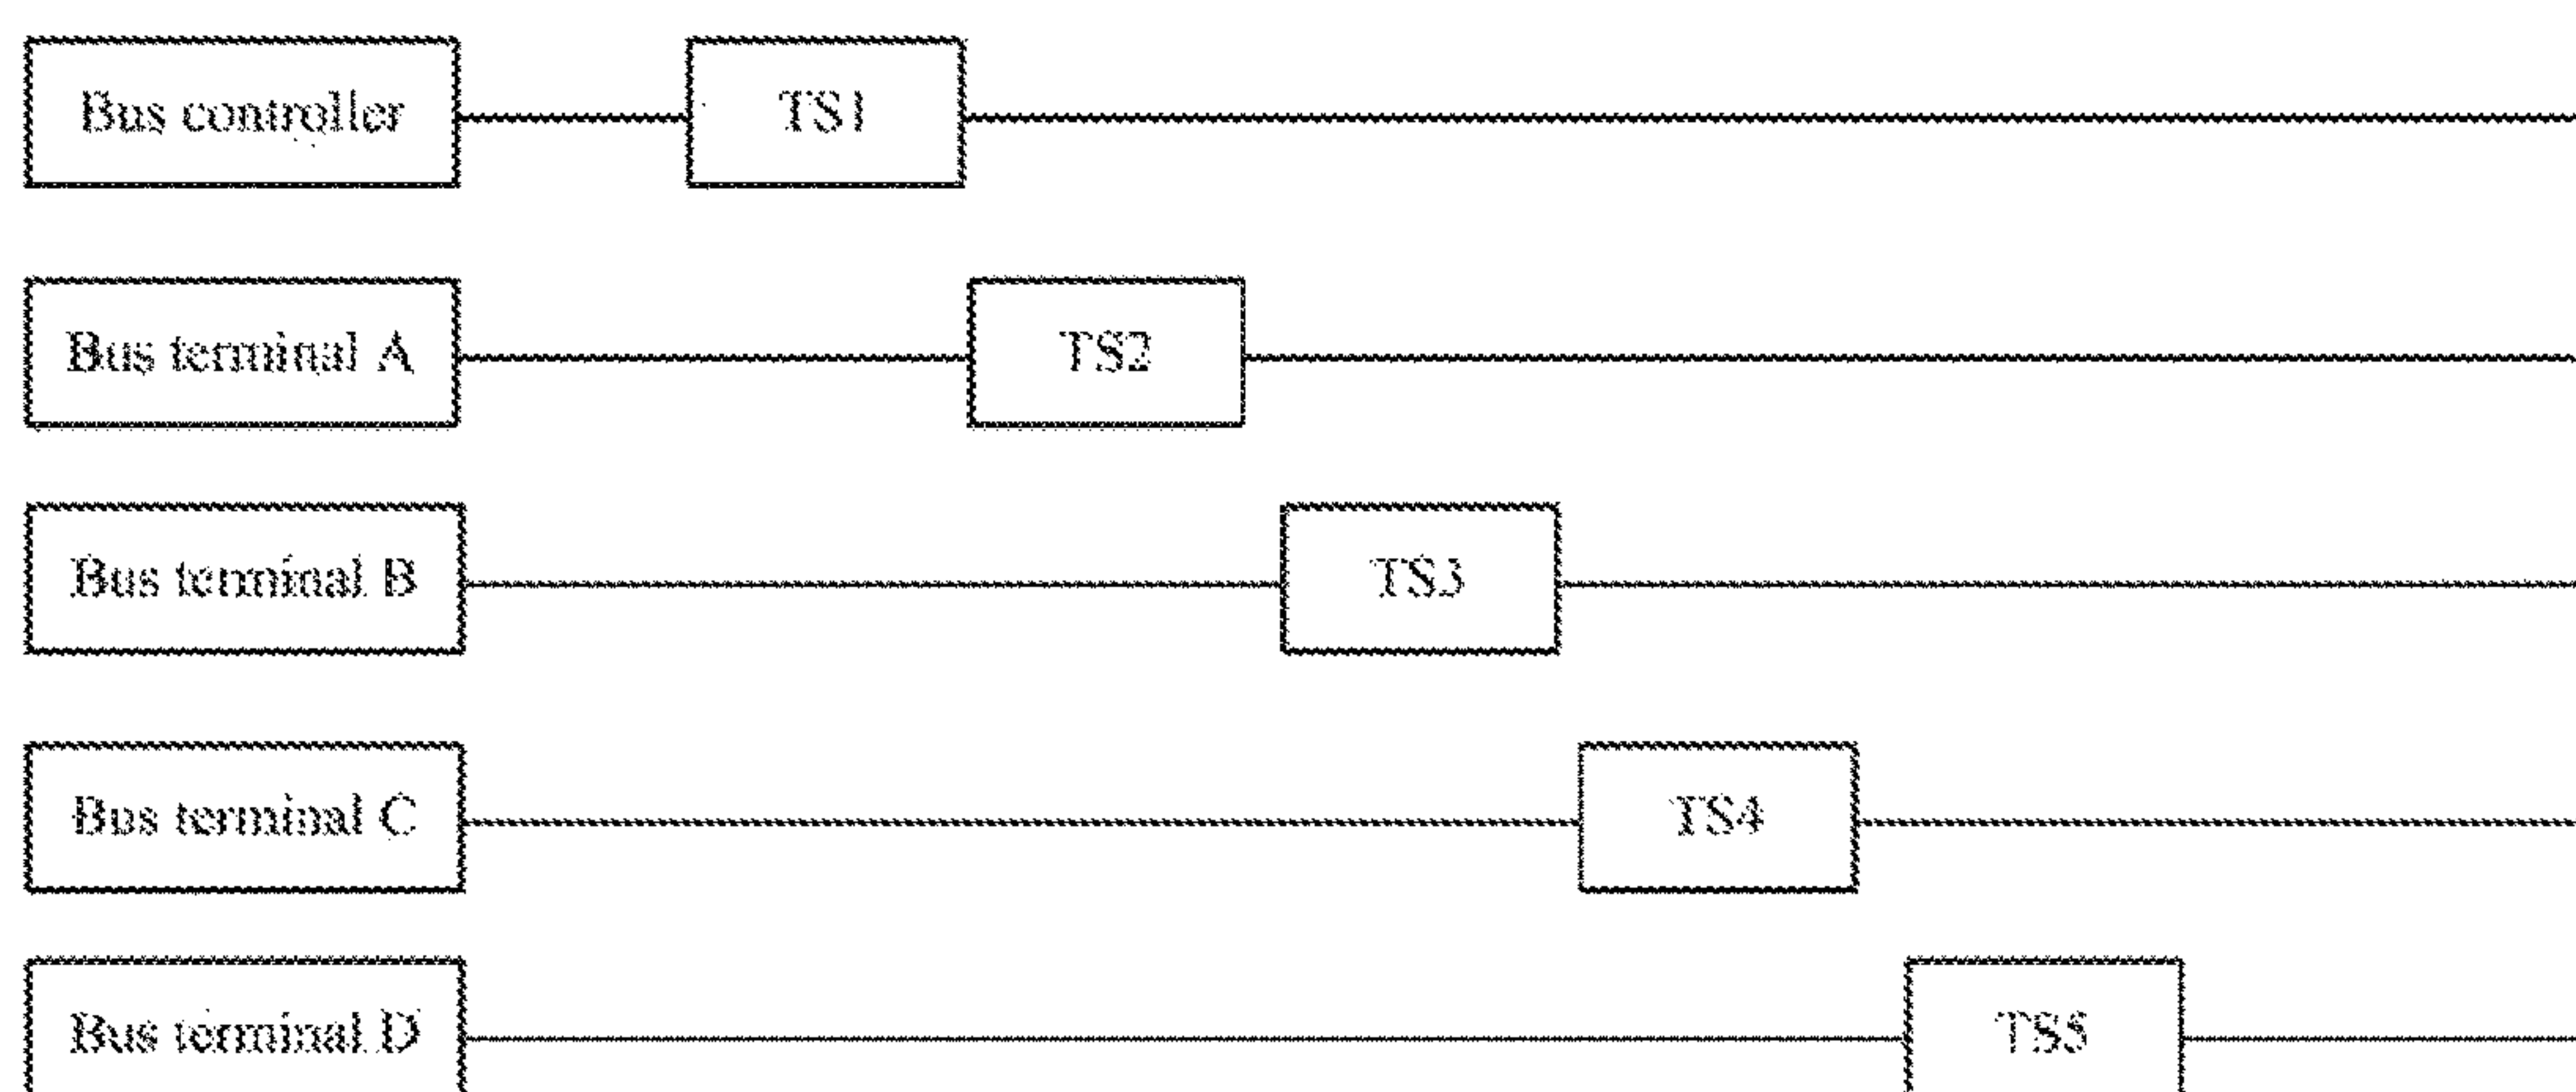 Bus controller
TS1
Bus terminal A
TS2
Bus terminal B
TS3
Bus terminal C
TS4
Bus terminal D
TS5